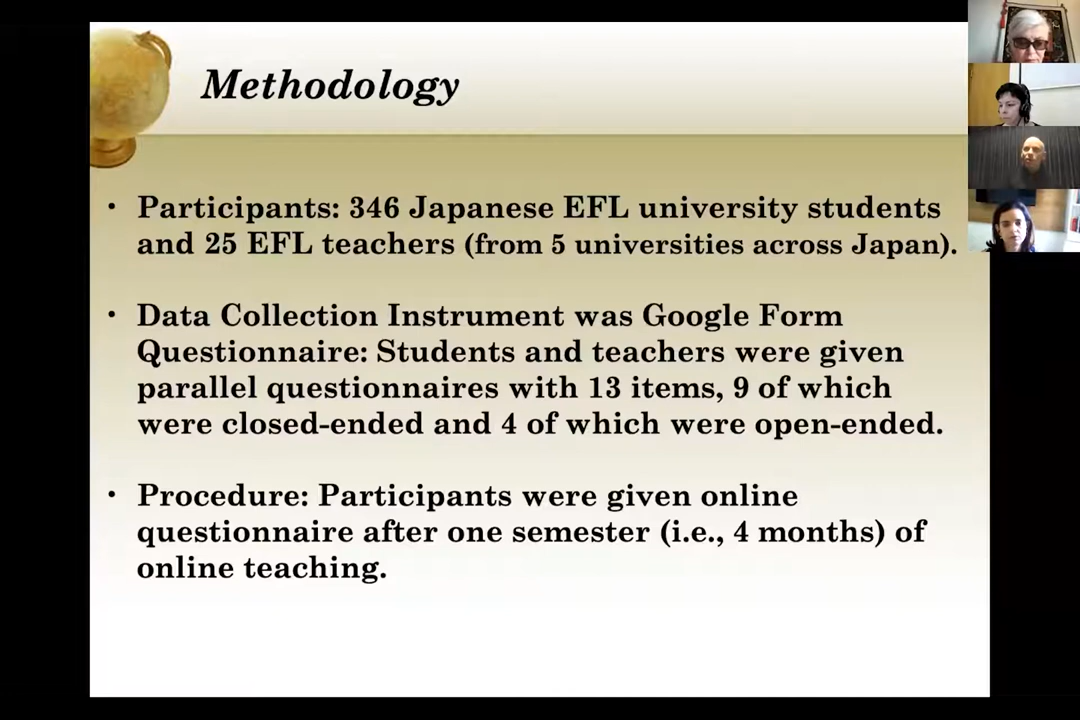 Methodology
• Participants: 346 Japanese EFL university students
and 25 EFL teachers (from 5 universities across Japan).
• Data Collection Instrument was Google Form
Questionnaire: Students and teachers were given
parallel questionnaires with 13 items, 9 of which
were closed-ended and 4 of which were open-ended.
• Procedure: Participants were given online
questionnaire after one semester (i.e., 4 months) of
online teaching.